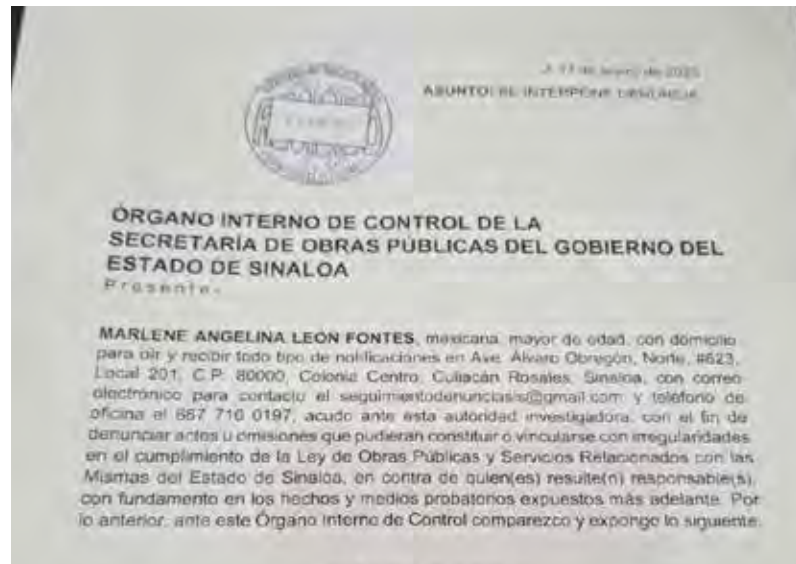 de enero de
ASUNTO: SE INTERPONE DENUNCIA
ÓRGANO INTERNO DE CONTROL DE LA
SECRETARÍA DE OBRAS PÚBLICAS DEL GOBIERNO DEL
ESTADO DE SINALOA
Presente.-
MARLENE ANGELINA LEÓN FONTES, mexicana, mayor de edad, con domicilio
para oír y recibir todo tipo de notificaciones en Ave. Álvaro Obregón, Norte, #623,
Local 201, C.P. 80000, Colonia Centro, Culiacán Rosales, Sinaloa, con correo
electrónico para contacto el y teléfono de
oficina el 667 716 0197, acudo ante esta autoridad investigadora, con el fin de
denunciar actos u omisiones que pudieran constituir o vincularse con irregularidades
en el cumplimiento de la Ley de Obras Públicas y Servicios Relacionados con las
Mismas del Estado de Sinaloa, en contra de quien(es) resulte(n) responsable(s),
con fundamento en los hechos y medios probatorios expuestos más adelante. Por
lo anterior, ante este Órgano Interno de Control comparezco y expongo lo siguiente: